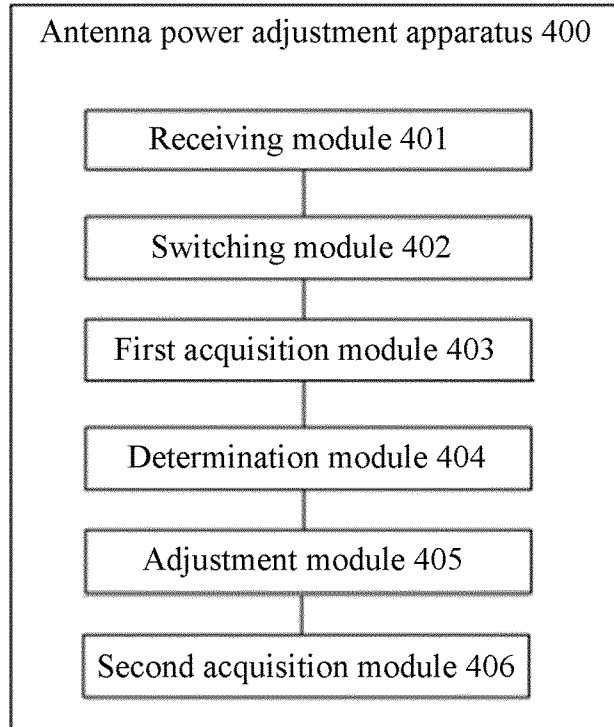 Antenna power adjustment apparatus 400
Receiving module 401
Switching module 402
First acquisition module 403
Determination module 404
Adjustment module 405
Second acquisition module 406